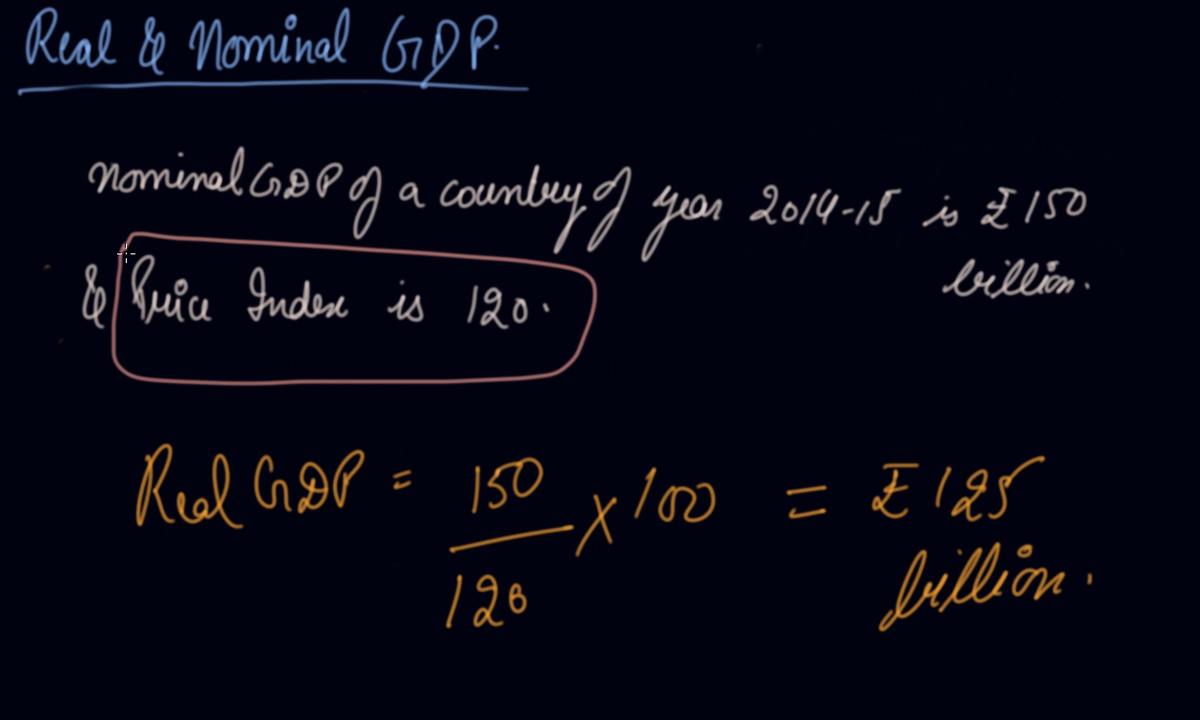 Real & Nominal GDP.
nominal GDP of a country of year 2014-15 is ₹150
billion.
& Price Index is 120.
Real GDP = 150/120 × 100 = ₹125
billion.